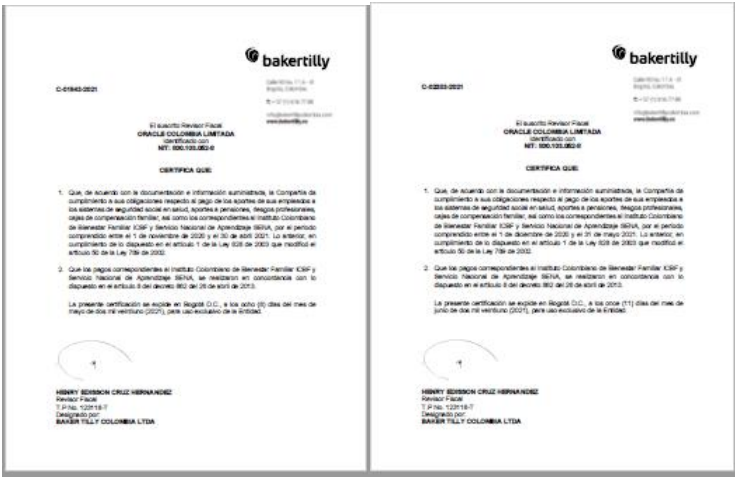 bakertilly
C-01843-2021
El suscrito Revisor Fiscal
ORACLE COLOMBIA LIMITADA
Identificado con
NIT: 800.103.052-8
CERTIFICA QUE:
1. Que, de acuerdo con la documentación e información suministrada, la Compañía da
cumplimiento a sus obligaciones respecto al pago de los aportes de sus empleados a
los sistemas de seguridad social en salud, aportes a pensiones, riesgos profesionales,
cajas de compensación familiar, así como los correspondientes al Instituto Colombiano
de Bienestar Familiar ICBF y Servicio Nacional de Aprendizaje SENA, por el período
comprendido entre el 1 de noviembre de 2020 y el 30 de abril 2021. Lo anterior, en
cumplimiento de lo dispuesto en el artículo 1 de la Ley 828 de 2003 que modificó el
artículo 50 de la Ley 789 de 2002.
2. Que los pagos correspondientes al Instituto Colombiano de Bienestar Familiar ICBF y
Servicio Nacional de Aprendizaje SENA, se realizaron en concordancia con lo
dispuesto en el artículo 8 del decreto 862 del 26 de abril de 2013.
La presente certificación se expide en Bogotá D.C., a los ocho (8) días del mes de
mayo de dos mil veintiuno (2021), para uso exclusivo de la Entidad.
HENRY EDISSON CRUZ HERNANDEZ
Revisor Fiscal
T.P No. 123118-T
Designado por:
BAKER TILLY COLOMBIA LTDA
bakertilly
C-02203-2021
El suscrito Revisor Fiscal
ORACLE COLOMBIA LIMITADA
Identificado con
NIT: 800.103.052-8
CERTIFICA QUE:
1. Que, de acuerdo con la documentación e información suministrada, la Compañía da
cumplimiento a sus obligaciones respecto al pago de los aportes de sus empleados a
los sistemas de seguridad social en salud, aportes a pensiones, riesgos profesionales,
cajas de compensación familiar, así como los correspondientes al Instituto Colombiano
de Bienestar Familiar ICBF y Servicio Nacional de Aprendizaje SENA, por el período
comprendido entre el 1 de diciembre de 2020 y el 31 de mayo 2021. Lo anterior, en
cumplimiento de lo dispuesto en el artículo 1 de la Ley 828 de 2003 que modificó el
artículo 50 de la Ley 789 de 2002.
2. Que los pagos correspondientes al Instituto Colombiano de Bienestar Familiar ICBF y
Servicio Nacional de Aprendizaje SENA, se realizaron en concordancia con lo
dispuesto en el artículo 8 del decreto 862 del 26 de abril de 2013.
La presente certificación se expide en Bogotá D.C., a los once (11) días del mes de
junio de dos mil veintiuno (2021), para uso exclusivo de la Entidad.
HENRY EDISSON CRUZ HERNANDEZ
Revisor Fiscal
T.P No. 123118-T
Designado por:
BAKER TILLY COLOMBIA LTDA